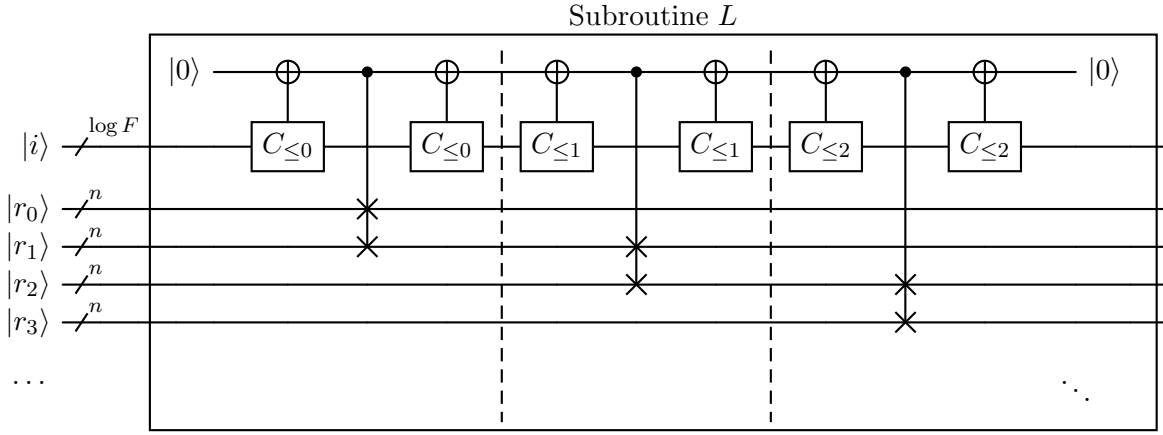 Subroutine L
|0⟩ |0⟩
log F
|i⟩ C≤0 C≤0 C≤1 C≤1 C≤2 C≤2
|r₀⟩ n
|r₁⟩ n
|r₂⟩ n
|r₃⟩ n
... ⋱